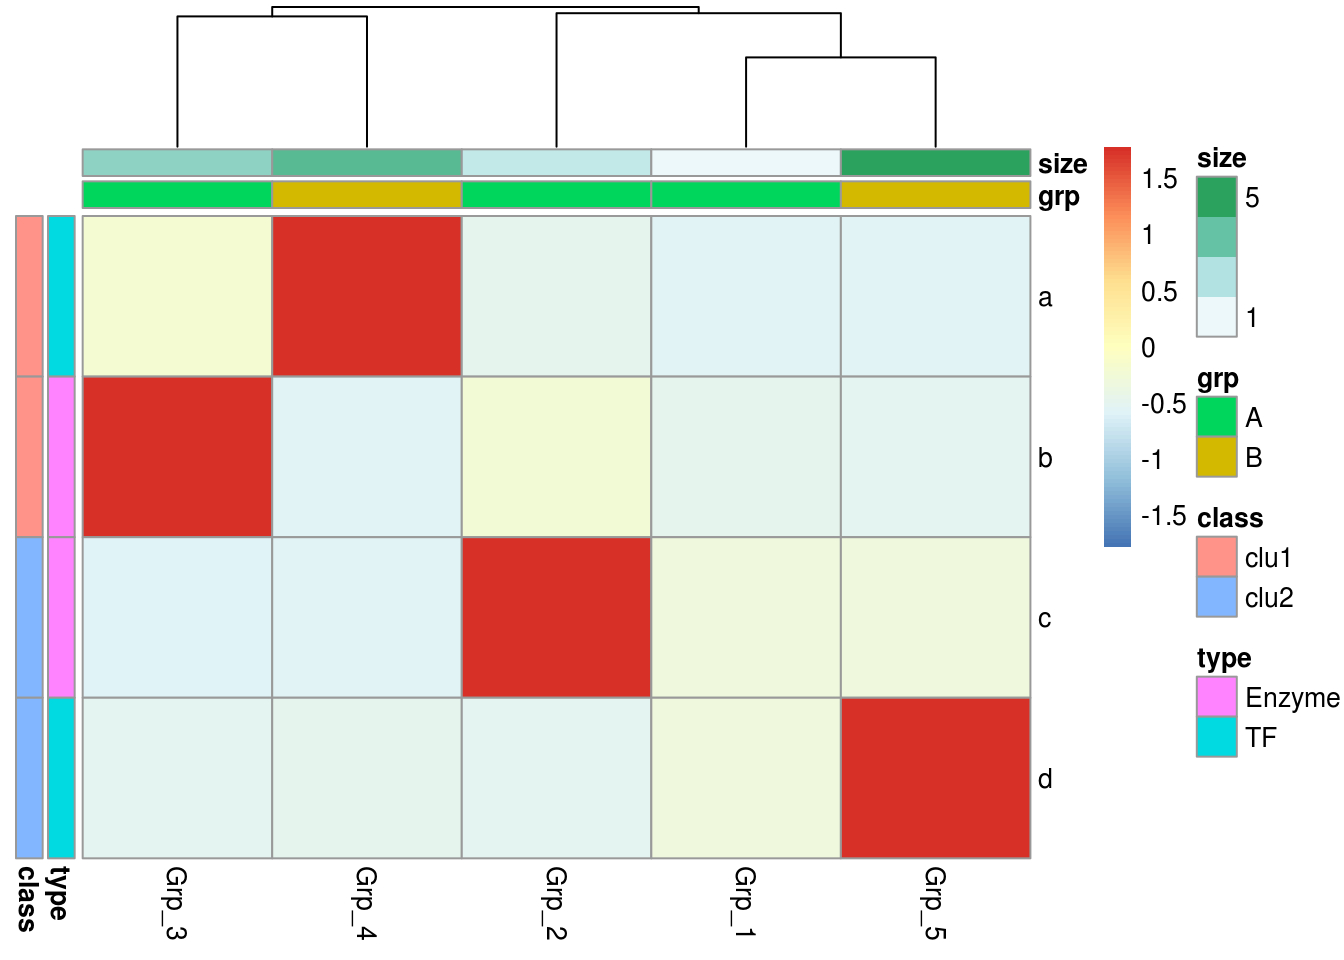 size
grp
a
b
c
d
class
type
Grp_3
Grp_4
Grp_2
Grp_1
Grp_5
1.5
1
0.5
0
-0.5
-1
-1.5
size
5
1
grp
A
B
class
clu1
clu2
type
Enzyme
TF